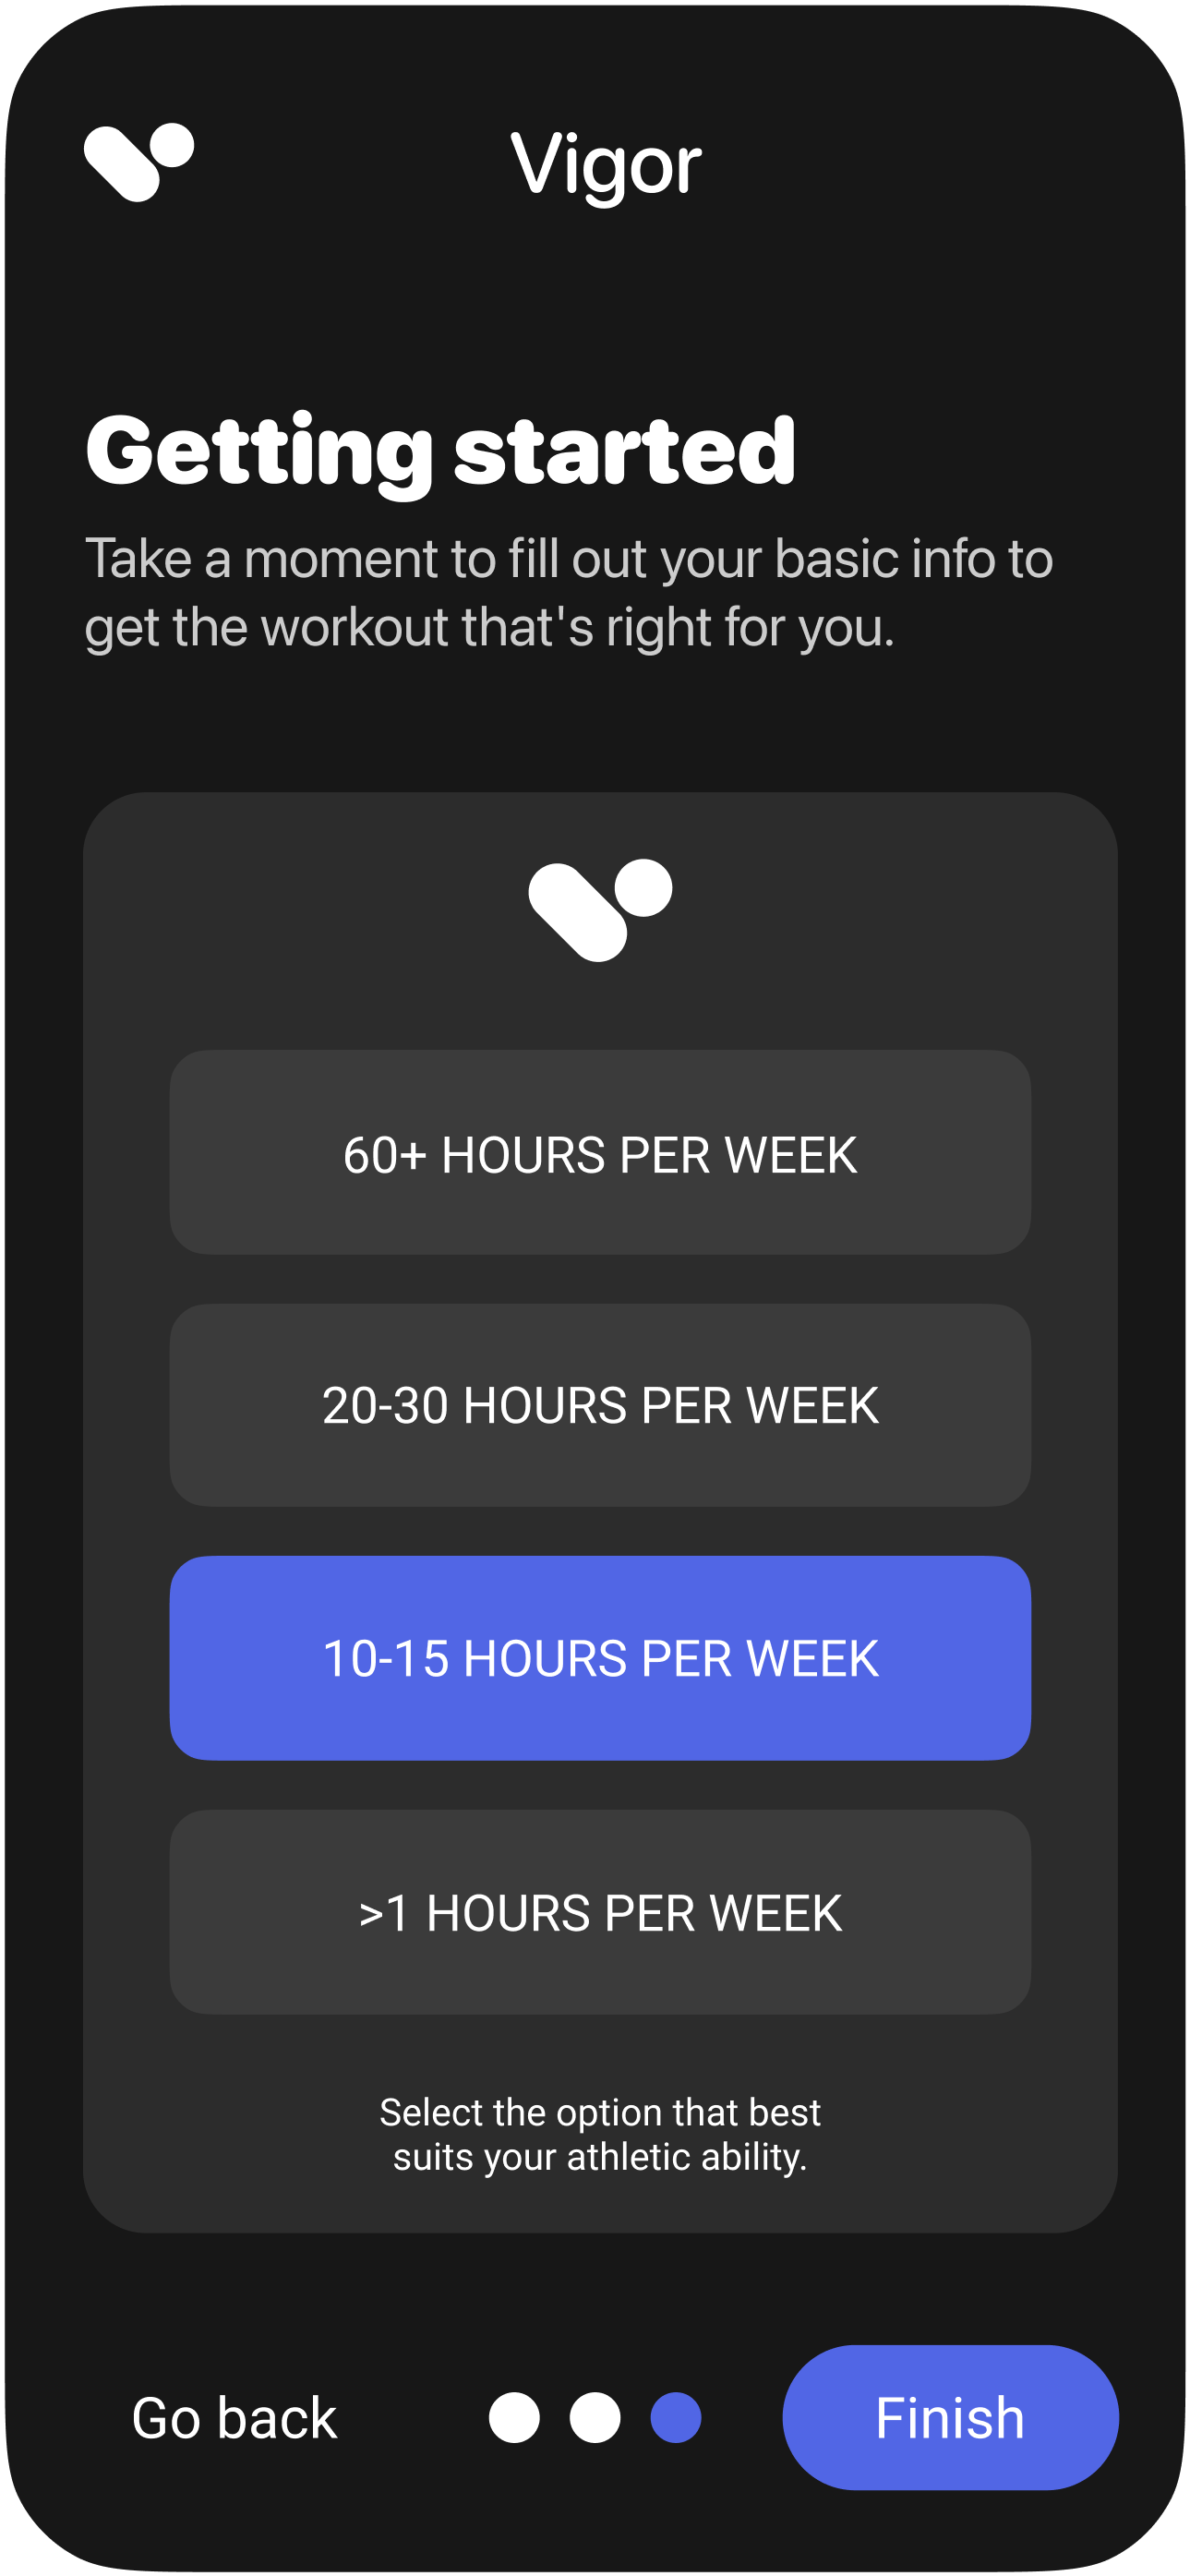 Vigor
Getting started
Take a moment to fill out your basic info to
get the workout that's right for you.
60+ HOURS PER WEEK
20-30 HOURS PER WEEK
10-15 HOURS PER WEEK
>1 HOURS PER WEEK
Select the option that best
suits your athletic ability.
Go back
Finish